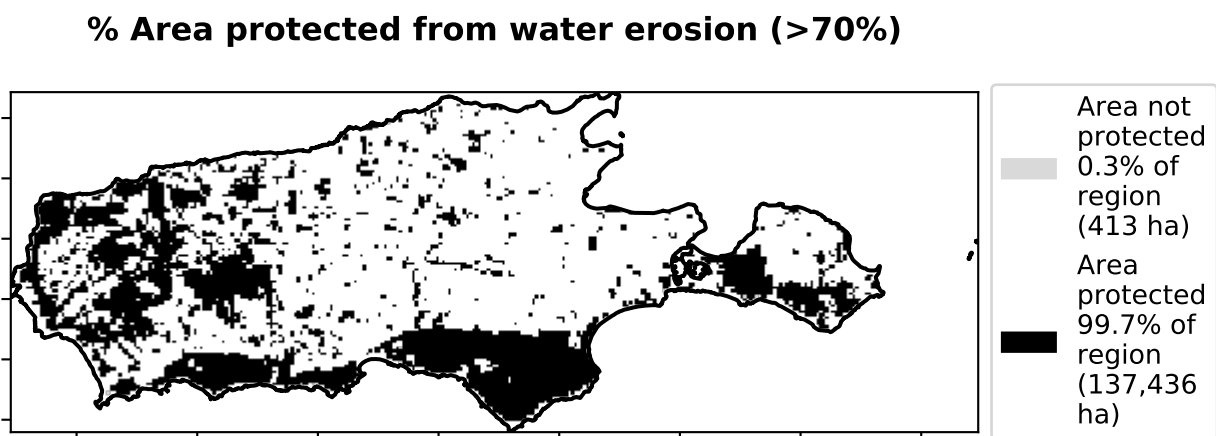 % Area protected from water erosion (>70%)
Area not
protected
0.3% of
region
(413 ha)
Area
protected
99.7% of
region
(137,436
ha)